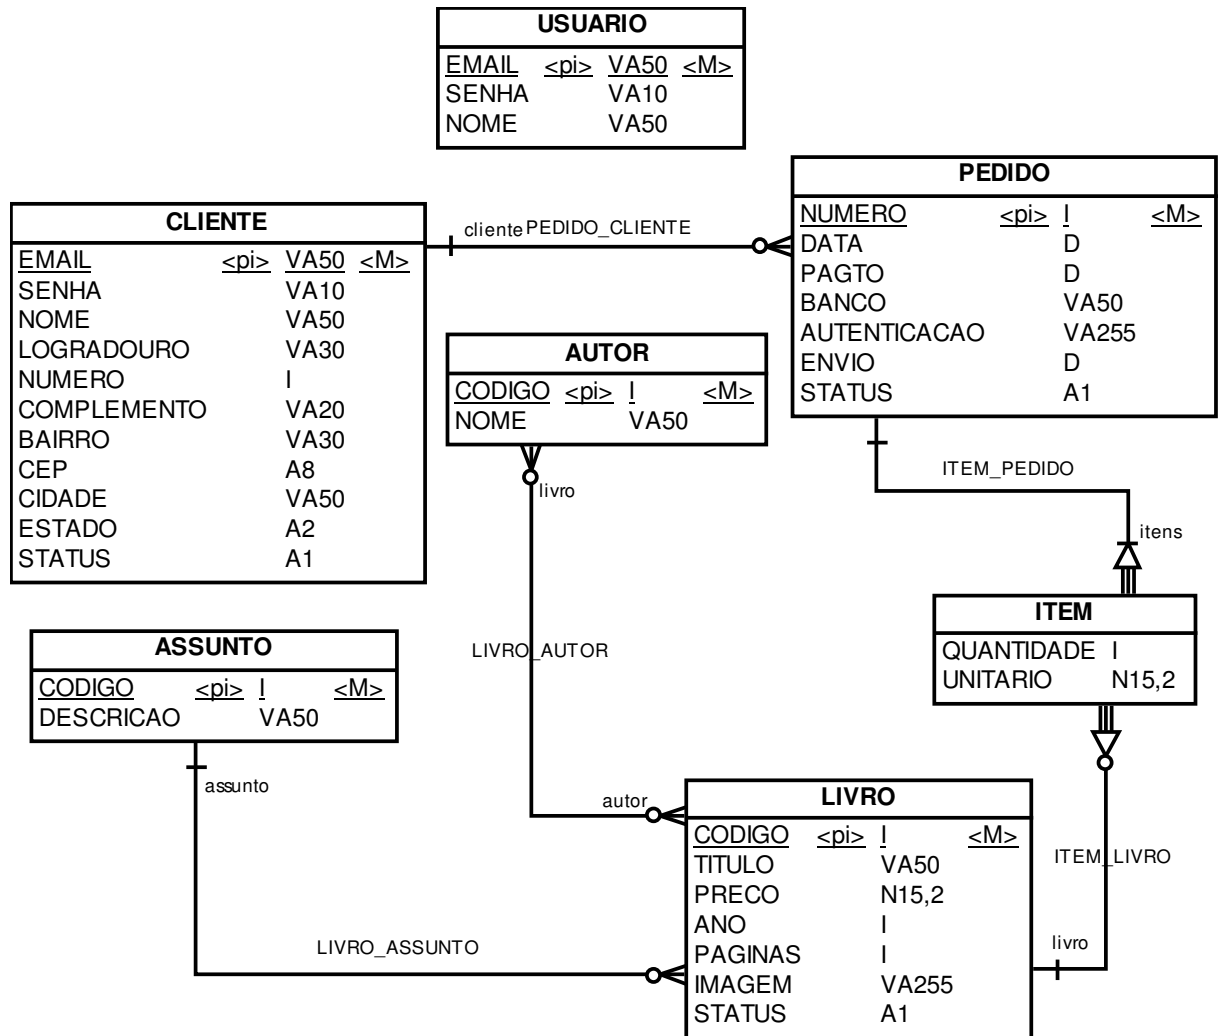 USUARIO
EMAIL <pi> VA50 <M>
SENHA VA10
NOME VA50
PEDIDO
NUMERO <pi> I <M>
DATA D
PAGTO D
BANCO VA50
AUTENTICACAO VA255
ENVIO D
STATUS A1
CLIENTE
EMAIL <pi> VA50 <M>
SENHA VA10
NOME VA50
LOGRADOURO VA30
NUMERO I
COMPLEMENTO VA20
BAIRRO VA30
CEP A8
CIDADE VA50
ESTADO A2
STATUS A1
cliente PEDIDO_CLIENTE
AUTOR
CODIGO <pi> I <M>
NOME VA50
livro
ITEM_PEDIDO
itens
ITEM
QUANTIDADE I
UNITARIO N15,2
ASSUNTO
CODIGO <pi> I <M>
DESCRICAO VA50
assunto
LIVRO_AUTOR
autor
LIVRO
CODIGO <pi> I <M>
TITULO VA50
PRECO N15,2
ANO I
PAGINAS I
IMAGEM VA255
STATUS A1
ITEM_LIVRO
livro
LIVRO_ASSUNTO